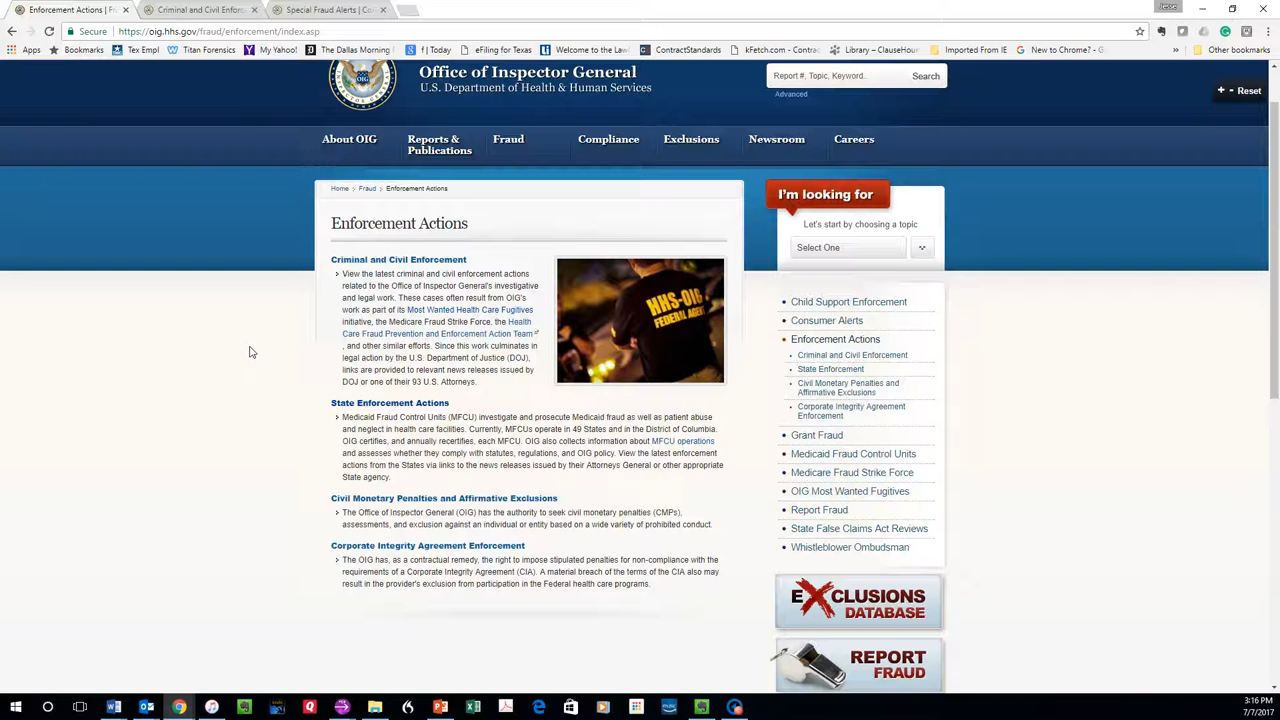 Enforcement Actions | F
Criminal and Civil Enforc
Special Fraud Alerts | Co
Jesse
Secure
https://oig.hhs.gov/fraud/enforcement/index.asp
Apps
Bookmarks
Tex Empl
Titan Forensics
My Yahoo!
The Dallas Morning
f | Today
eFiling for Texas
Welcome to the Law
ContractStandards
kFetch.com - Contrac
Library – ClauseHou
Imported From IE
New to Chrome? - G
Other bookmarks
Office of Inspector General
U.S. Department of Health & Human Services
OIG
Report #, Topic, Keyword..
Search
Advanced
+ - Reset
About OIG
Reports &
Publications
Fraud
Compliance
Exclusions
Newsroom
Careers
Home > Fraud > Enforcement Actions
Enforcement Actions
Criminal and Civil Enforcement
View the latest criminal and civil enforcement actions
related to the Office of Inspector General's investigative
and legal work. These cases often result from OIG's
work as part of its Most Wanted Health Care Fugitives
initiative, the Medicare Fraud Strike Force, the Health
Care Fraud Prevention and Enforcement Action Team
, and other similar efforts. Since this work culminates in
legal action by the U.S. Department of Justice (DOJ),
links are provided to relevant news releases issued by
DOJ or one of their 93 U.S. Attorneys.
HHS-OIG
FEDERAL AGENT
State Enforcement Actions
Medicaid Fraud Control Units (MFCU) investigate and prosecute Medicaid fraud as well as patient abuse
and neglect in health care facilities. Currently, MFCUs operate in 49 States and in the District of Columbia.
OIG certifies, and annually recertifies, each MFCU. OIG also collects information about MFCU operations
and assesses whether they comply with statutes, regulations, and OIG policy. View the latest enforcement
actions from the States via links to the news releases issued by their Attorneys General or other appropriate
State agency.
Civil Monetary Penalties and Affirmative Exclusions
The Office of Inspector General (OIG) has the authority to seek civil monetary penalties (CMPs),
assessments, and exclusion against an individual or entity based on a wide variety of prohibited conduct.
Corporate Integrity Agreement Enforcement
The OIG has, as a contractual remedy, the right to impose stipulated penalties for non-compliance with the
requirements of a Corporate Integrity Agreement (CIA). A material breach of the terms of the CIA also may
result in the provider's exclusion from participation in the Federal health care programs.
I'm looking for
Let's start by choosing a topic
Select One
Child Support Enforcement
Consumer Alerts
Enforcement Actions
Criminal and Civil Enforcement
State Enforcement
Civil Monetary Penalties and
Affirmative Exclusions
Corporate Integrity Agreement
Enforcement
Grant Fraud
Medicaid Fraud Control Units
Medicare Fraud Strike Force
OIG Most Wanted Fugitives
Report Fraud
State False Claims Act Reviews
Whistleblower Ombudsman
EXCLUSIONS
DATABASE
REPORT
FRAUD
3:16 PM
7/7/2017